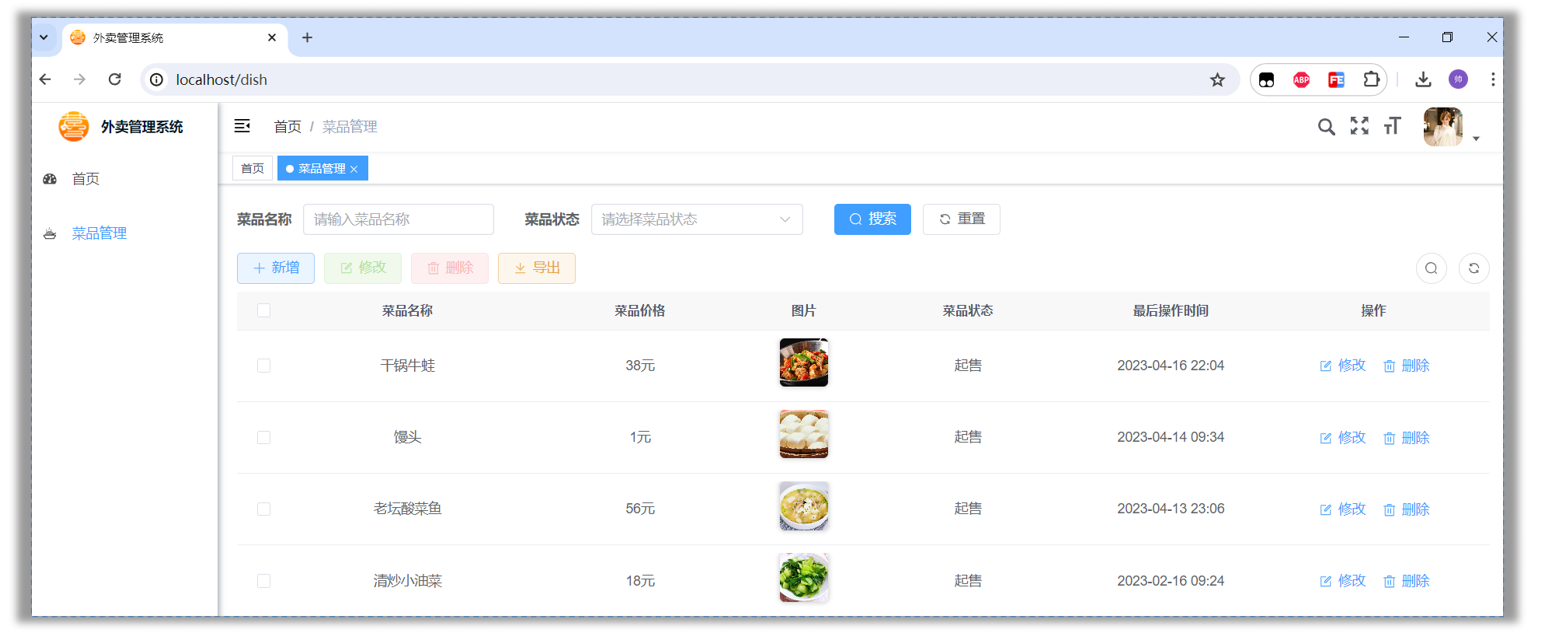 外卖管理系统
localhost/dish
ABP
FE
帅
外卖管理系统
首页 / 菜品管理
首页
菜品管理
首页
菜品管理
菜品名称 请输入菜品名称 菜品状态 请选择菜品状态 搜索 重置
新增 修改 删除 导出
菜品名称 菜品价格 图片 菜品状态 最后操作时间 操作
干锅牛蛙 38元 起售 2023-04-16 22:04 修改 删除
馒头 1元 起售 2023-04-14 09:34 修改 删除
老坛酸菜鱼 56元 起售 2023-04-13 23:06 修改 删除
清炒小油菜 18元 起售 2023-02-16 09:24 修改 删除